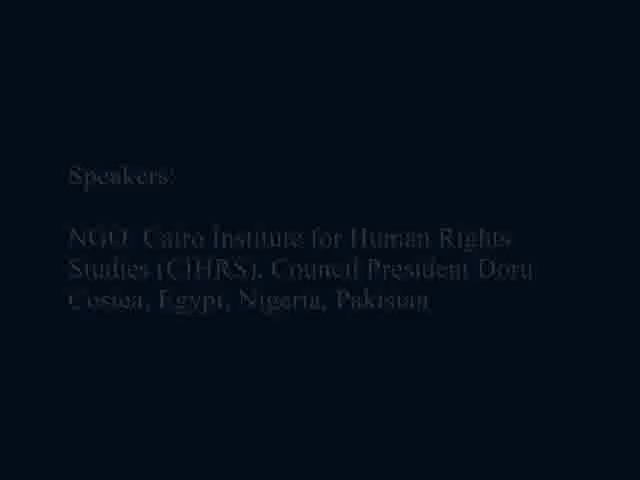 Speakers:
NGO: Cairo Institute for Human Rights
Studies (CIHRS), Council President Doru
Costea, Egypt, Nigeria, Pakistan